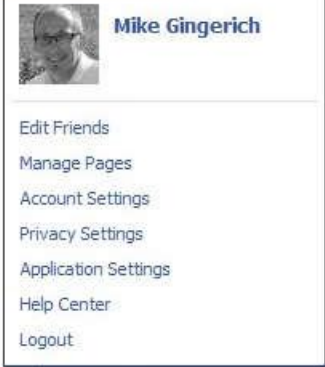 Mike Gingerich
Edit Friends
Manage Pages
Account Settings
Privacy Settings
Application Settings
Help Center
Logout